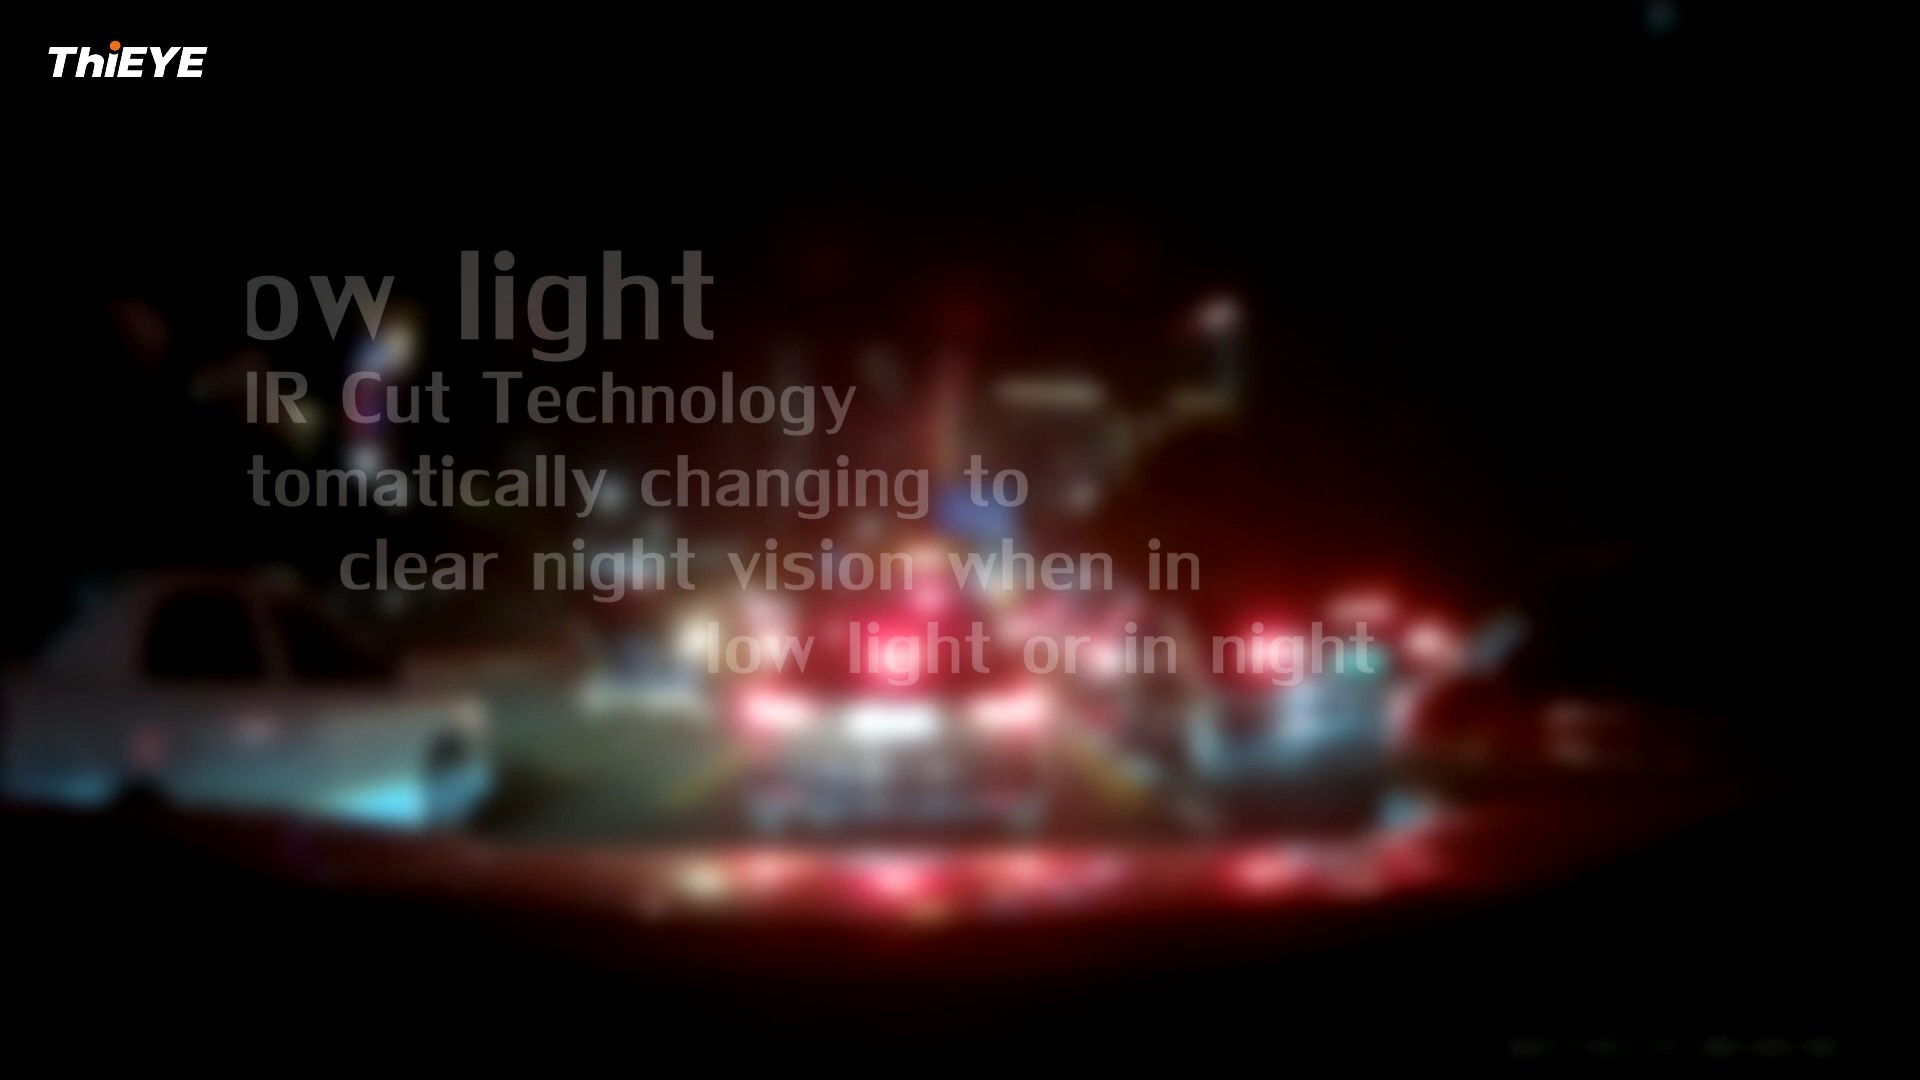 ThiEYE
ow light
IR Cut Technology
tomatically changing to
clear night vision when in
low light or in night